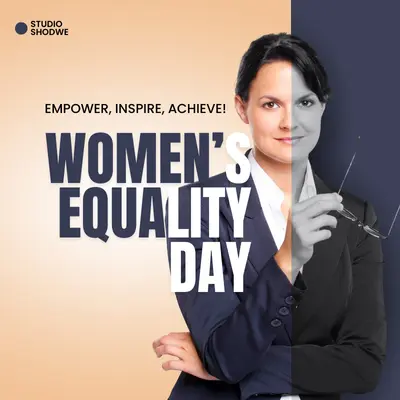 STUDIO
SHODWE
EMPOWER, INSPIRE, ACHIEVE!
WOMEN'S
EQUALITY
DAY